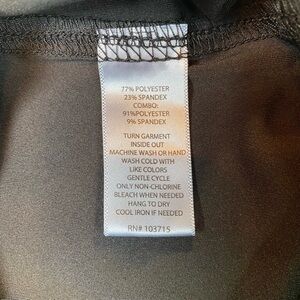 77% POLYESTER
23% SPANDEX
COMBO:
91%POLYESTER
9% SPANDEX
TURN GARMENT
INSIDE OUT
MACHINE WASH OR HAND
WASH COLD WITH
LIKE COLORS
GENTLE CYCLE
ONLY NON-CHLORINE
BLEACH WHEN NEEDED
HANG TO DRY
COOL IRON IF NEEDED
RN# 103715